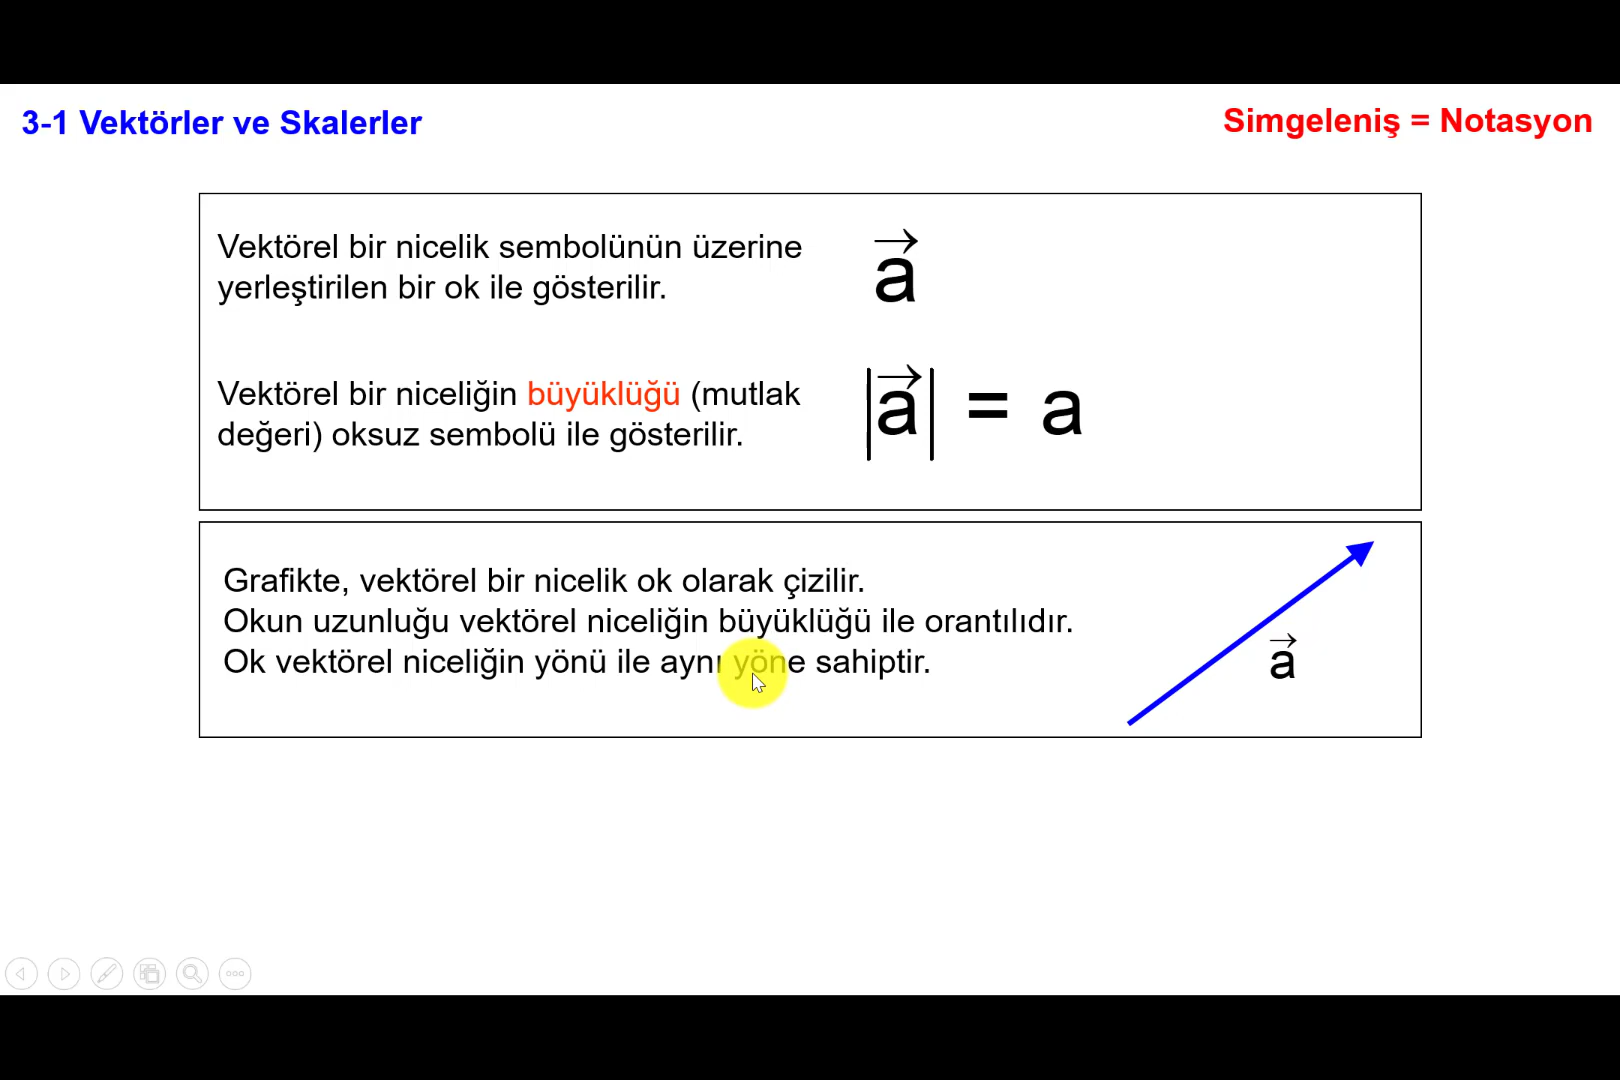 3-1 Vektörler ve Skalerler
Simgeleniş = Notasyon
Vektörel bir nicelik sembolünün üzerine
yerleştirilen bir ok ile gösterilir.
a⃗
Vektörel bir niceliğin büyüklüğü (mutlak
değeri) oksuz sembolü ile gösterilir.
|a⃗| = a
Grafikte, vektörel bir nicelik ok olarak çizilir.
Okun uzunluğu vektörel niceliğin büyüklüğü ile orantılıdır.
Ok vektörel niceliğin yönü ile aynı yöne sahiptir.
a⃗